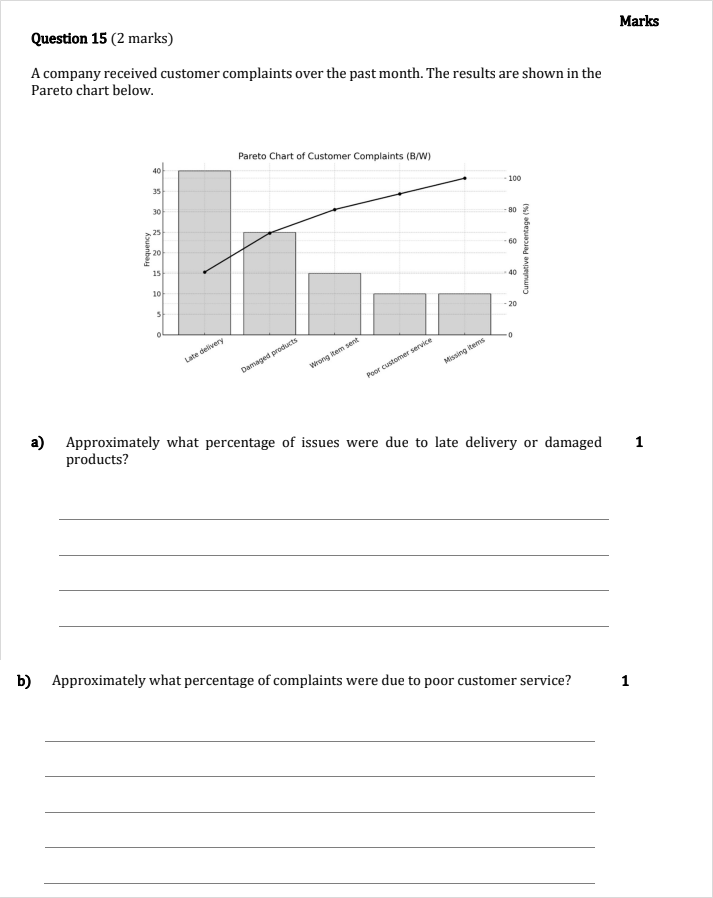 Marks
Question 15 (2 marks)
A company received customer complaints over the past month. The results are shown in the
Pareto chart below.
Pareto Chart of Customer Complaints (B/W)
40
35
30
25
20
15
10
5
0
Frequency
100
80
60
40
20
0
Cumulative Percentage (%)
Late delivery
Damaged products
Wrong item sent
Poor customer service
Missing items
a) Approximately what percentage of issues were due to late delivery or damaged 1
products?
b) Approximately what percentage of complaints were due to poor customer service? 1